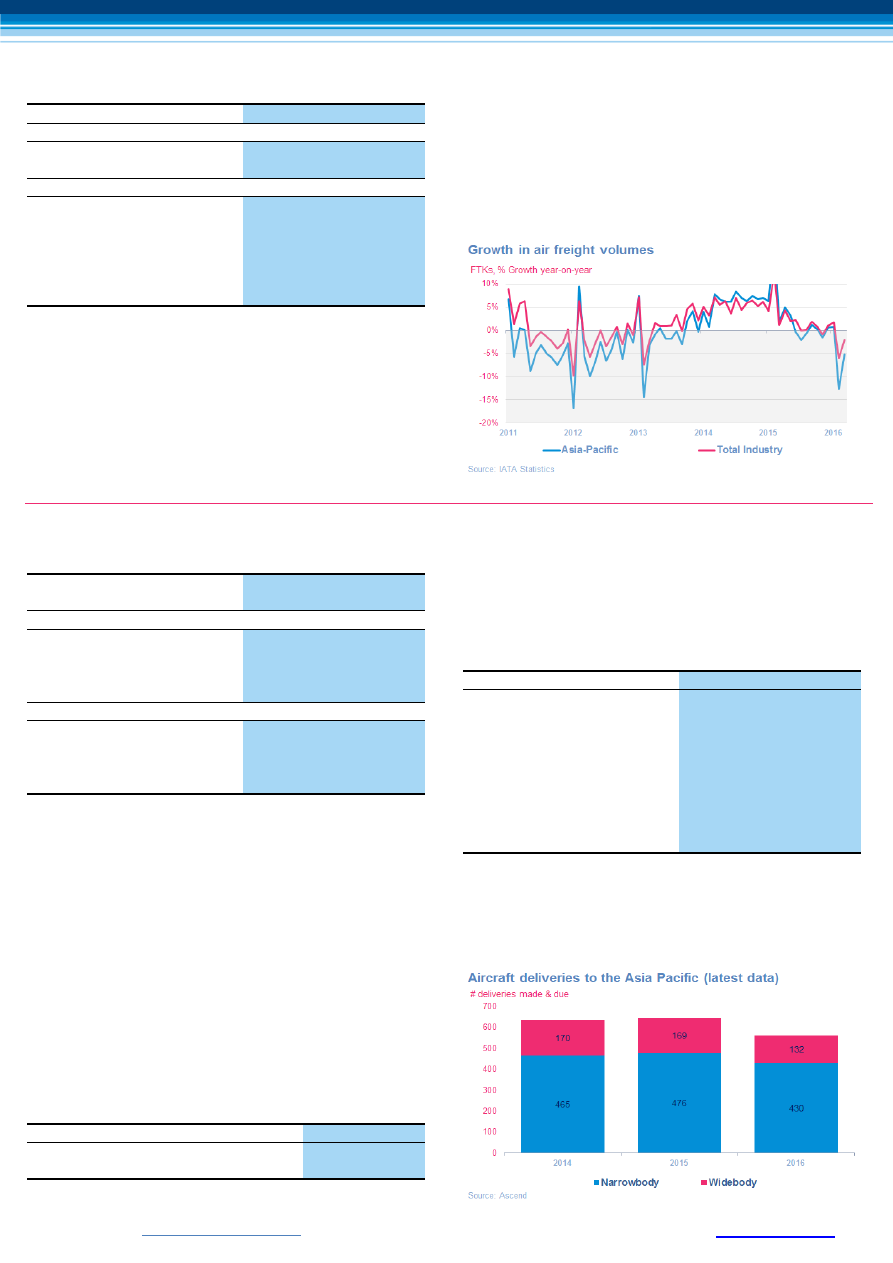 Growth in air freight volumes
FTKs, % Growth year-on-year
10%
5%
0%
-5%
-10%
-15%
-20%
2011 2012 2013 2014 2015 2016
Asia-Pacific Total Industry
Source: IATA Statistics
Aircraft deliveries to the Asia Pacific (latest data)
# deliveries made & due
700
600
500
400
300
200
100
0
170 169 132
465 476 430
2014 2015 2016
Narrowbody Widebody
Source: Ascend